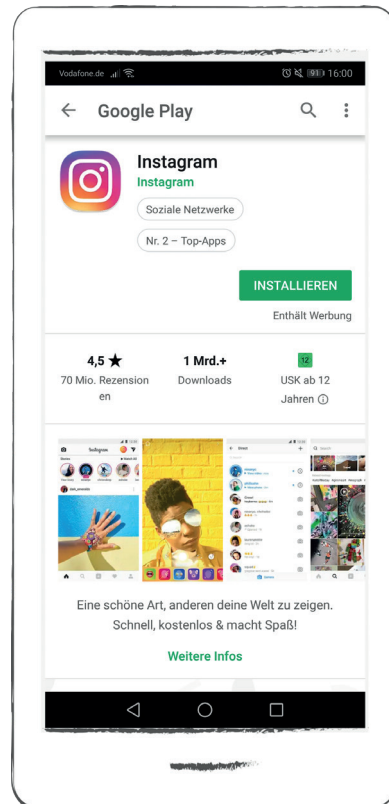 Vodafone.de 91 16:00
Google Play
Instagram
Instagram
Soziale Netzwerke
Nr. 2 – Top-Apps
INSTALLIEREN
Enthält Werbung
4,5 ★ 1 Mrd.+ 12
70 Mio. Rezension Downloads USK ab 12
en Jahren
Instagram
Eine schöne Art, anderen deine Welt zu zeigen.
Schnell, kostenlos & macht Spaß!
Weitere Infos